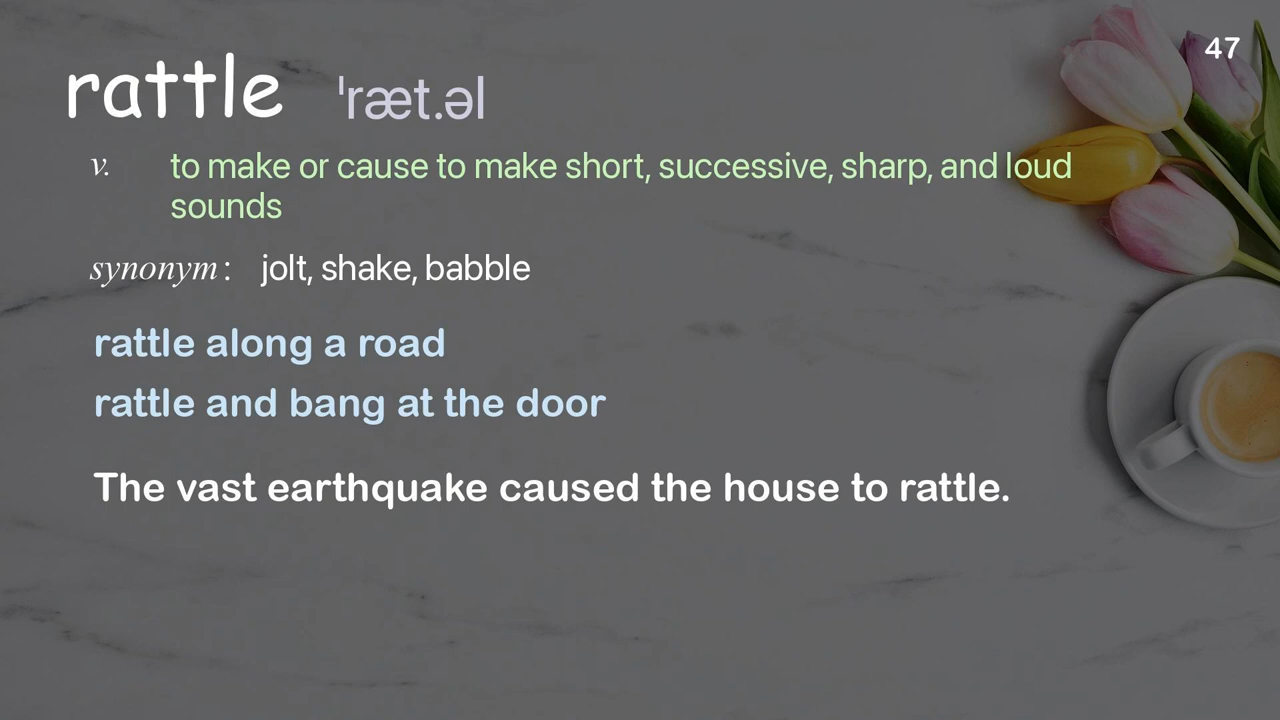 47
rattle ˈræt.əl
v. to make or cause to make short, successive, sharp, and loud
sounds
synonym: jolt, shake, babble
rattle along a road
rattle and bang at the door
The vast earthquake caused the house to rattle.